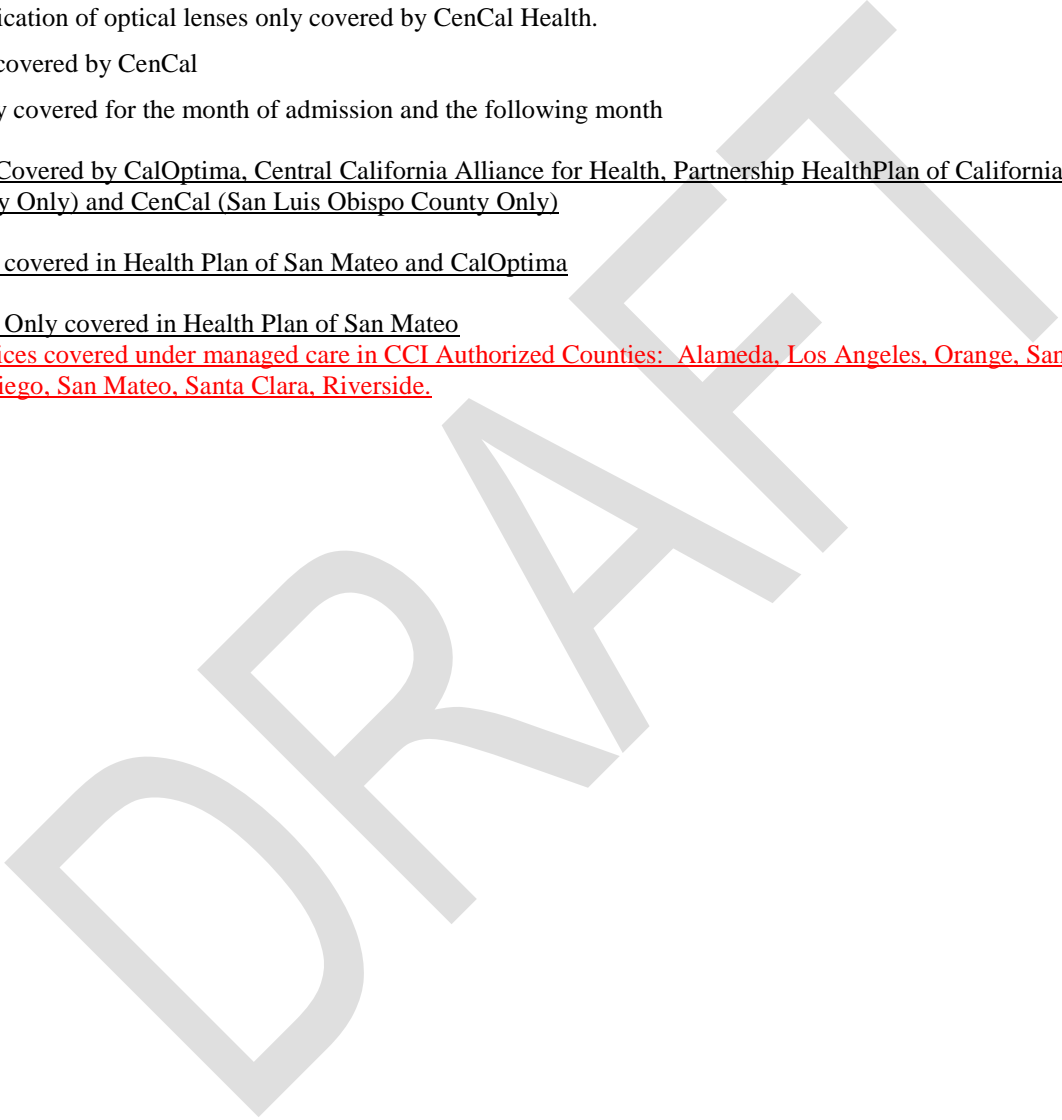 ication of optical lenses only covered by CenCal Health.
covered by CenCal
y covered for the month of admission and the following month
Covered by CalOptima, Central California Alliance for Health, Partnership HealthPlan of California
y Only) and CenCal (San Luis Obispo County Only)
covered in Health Plan of San Mateo and CalOptima
Only covered in Health Plan of San Mateo
ices covered under managed care in CCI Authorized Counties: Alameda, Los Angeles, Orange, San
iego, San Mateo, Santa Clara, Riverside.
DRAFT